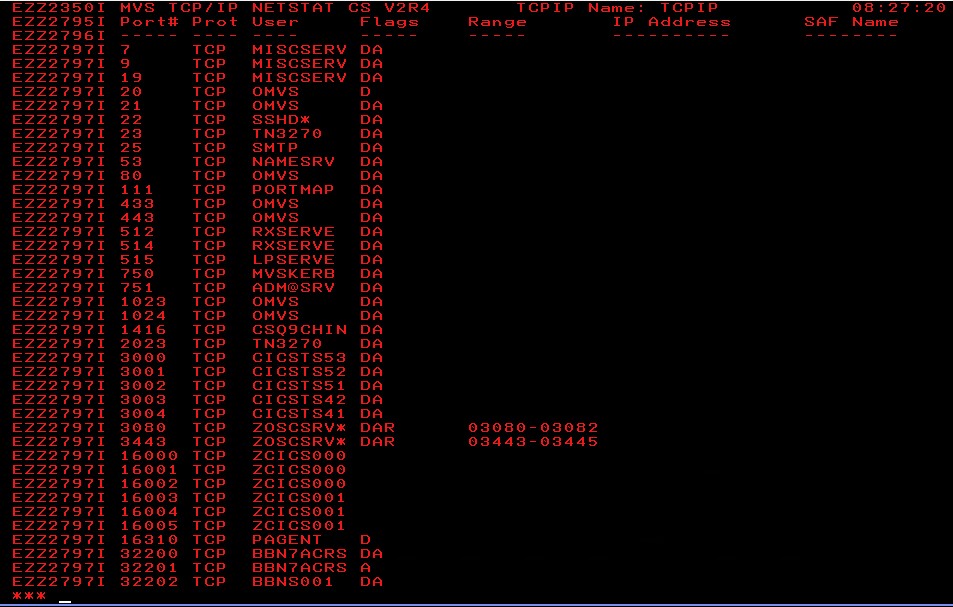 EZZ2350I MVS TCP/IP NETSTAT CS V2R4       TCPIP Name: TCPIP           08:27:20
EZZ2795I Port# Prot User     Flags    Range       IP Address      SAF Name
EZZ2796I ----- ---- ----     -----    -----       ----------      --------
EZZ2797I 7     TCP  MISCSERV DA
EZZ2797I 9     TCP  MISCSERV DA
EZZ2797I 19    TCP  MISCSERV DA
EZZ2797I 20    TCP  OMVS     D
EZZ2797I 21    TCP  OMVS     DA
EZZ2797I 22    TCP  SSHD*    DA
EZZ2797I 23    TCP  TN3270   DA
EZZ2797I 25    TCP  SMTP     DA
EZZ2797I 53    TCP  NAMESRV  DA
EZZ2797I 80    TCP  OMVS     DA
EZZ2797I 111   TCP  PORTMAP  DA
EZZ2797I 433   TCP  OMVS     DA
EZZ2797I 443   TCP  OMVS     DA
EZZ2797I 512   TCP  RXSERVE  DA
EZZ2797I 514   TCP  RXSERVE  DA
EZZ2797I 515   TCP  LPSERVE  DA
EZZ2797I 750   TCP  MVSKERB  DA
EZZ2797I 751   TCP  ADM@SRV  DA
EZZ2797I 1023  TCP  OMVS     DA
EZZ2797I 1024  TCP  OMVS     DA
EZZ2797I 1416  TCP  CSQ9CHIN DA
EZZ2797I 2023  TCP  TN3270   DA
EZZ2797I 3000  TCP  CICSTS53 DA
EZZ2797I 3001  TCP  CICSTS52 DA
EZZ2797I 3002  TCP  CICSTS51 DA
EZZ2797I 3003  TCP  CICSTS42 DA
EZZ2797I 3004  TCP  CICSTS41 DA
EZZ2797I 3080  TCP  ZOSCSRV* DAR      03080-03082
EZZ2797I 3443  TCP  ZOSCSRV* DAR      03443-03445
EZZ2797I 16000 TCP  ZCICS000
EZZ2797I 16001 TCP  ZCICS000
EZZ2797I 16002 TCP  ZCICS000
EZZ2797I 16003 TCP  ZCICS001
EZZ2797I 16004 TCP  ZCICS001
EZZ2797I 16005 TCP  ZCICS001
EZZ2797I 16310 TCP  PAGENT   D
EZZ2797I 32200 TCP  BBN7ACRS DA
EZZ2797I 32201 TCP  BBN7ACRS A
EZZ2797I 32202 TCP  BBNS001  DA
***